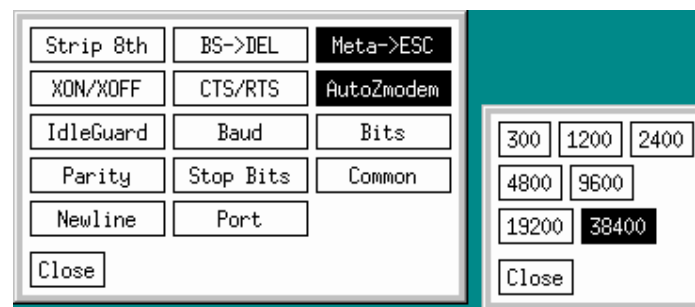 Strip 8th BS->DEL Meta->ESC
XON/XOFF CTS/RTS AutoZmodem
IdleGuard Baud Bits
Parity Stop Bits Common
Newline Port
Close
300 1200 2400
4800 9600
19200 38400
Close